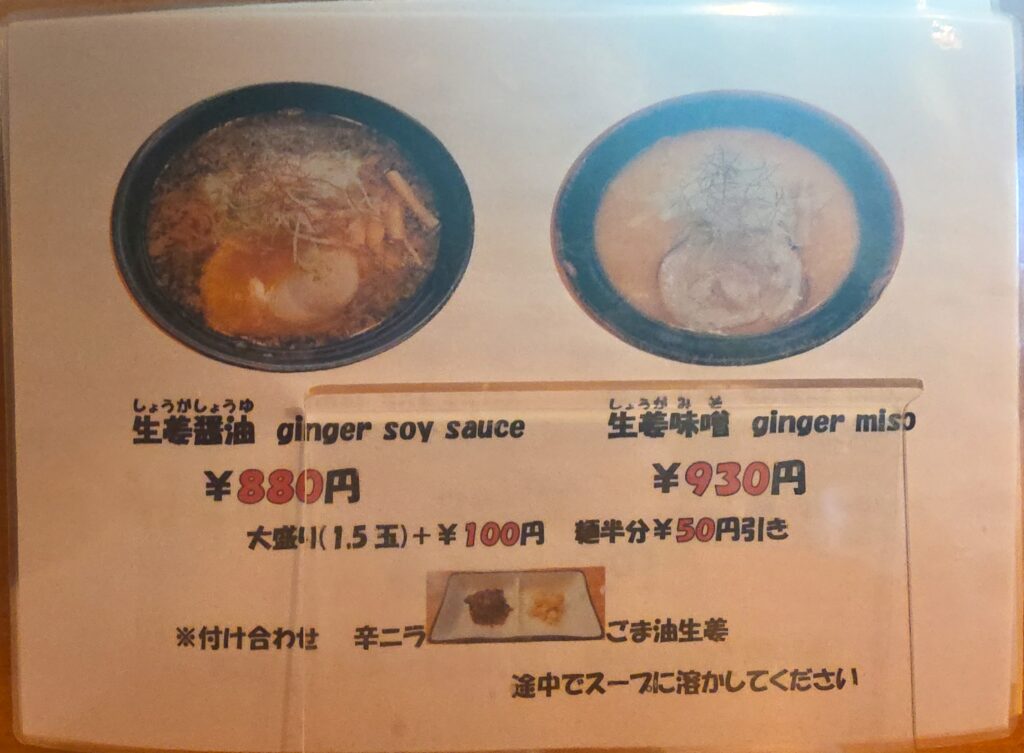 しょうがしょうゆ
生姜醤油 ginger soy sauce
¥880円
しょうがみそ
生姜味噌 ginger miso
¥930円
大盛り(1.5玉)+¥100円 麺半分¥50円引き
※付け合わせ 辛ニラ ごま油生姜
途中でスープに溶かしてください